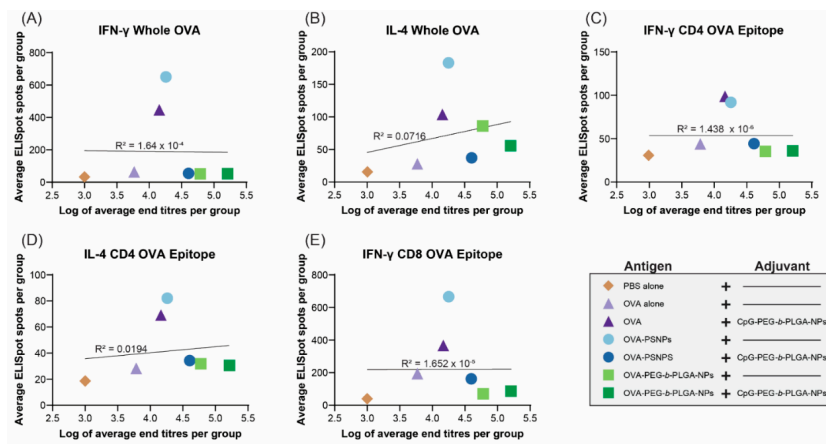 (A)
IFN-γ Whole OVA
Average ELISpot spots per group
800
600
400
200
0
R² = 1.64 x 10⁻⁴
2.5 3.0 3.5 4.0 4.5 5.0 5.5
Log of average end titres per group
(B)
IL-4 Whole OVA
Average ELISpot spots per group
200
150
100
50
0
R² = 0.0716
2.5 3.0 3.5 4.0 4.5 5.0 5.5
Log of average end titres per group
(C)
IFN-γ CD4 OVA Epitope
Average ELISpot spots per group
150
100
50
0
R² = 1.438 x 10⁻⁶
2.5 3.0 3.5 4.0 4.5 5.0 5.5
Log of average end titres per group
(D)
IL-4 CD4 OVA Epitope
Average ELISpot spots per group
100
80
60
40
20
0
R² = 0.0194
2.5 3.0 3.5 4.0 4.5 5.0 5.5
Log of average end titres per group
(E)
IFN-γ CD8 OVA Epitope
Average ELISpot spots per group
800
600
400
200
0
R² = 1.652 x 10⁻⁵
2.5 3.0 3.5 4.0 4.5 5.0 5.5
Log of average end titres per group
Antigen Adjuvant
PBS alone +
OVA alone +
OVA + CpG-PEG-b-PLGA-NPs
OVA-PSNPs +
OVA-PSNPS + CpG-PEG-b-PLGA-NPs
OVA-PEG-b-PLGA-NPs +
OVA-PEG-b-PLGA-NPs + CpG-PEG-b-PLGA-NPs